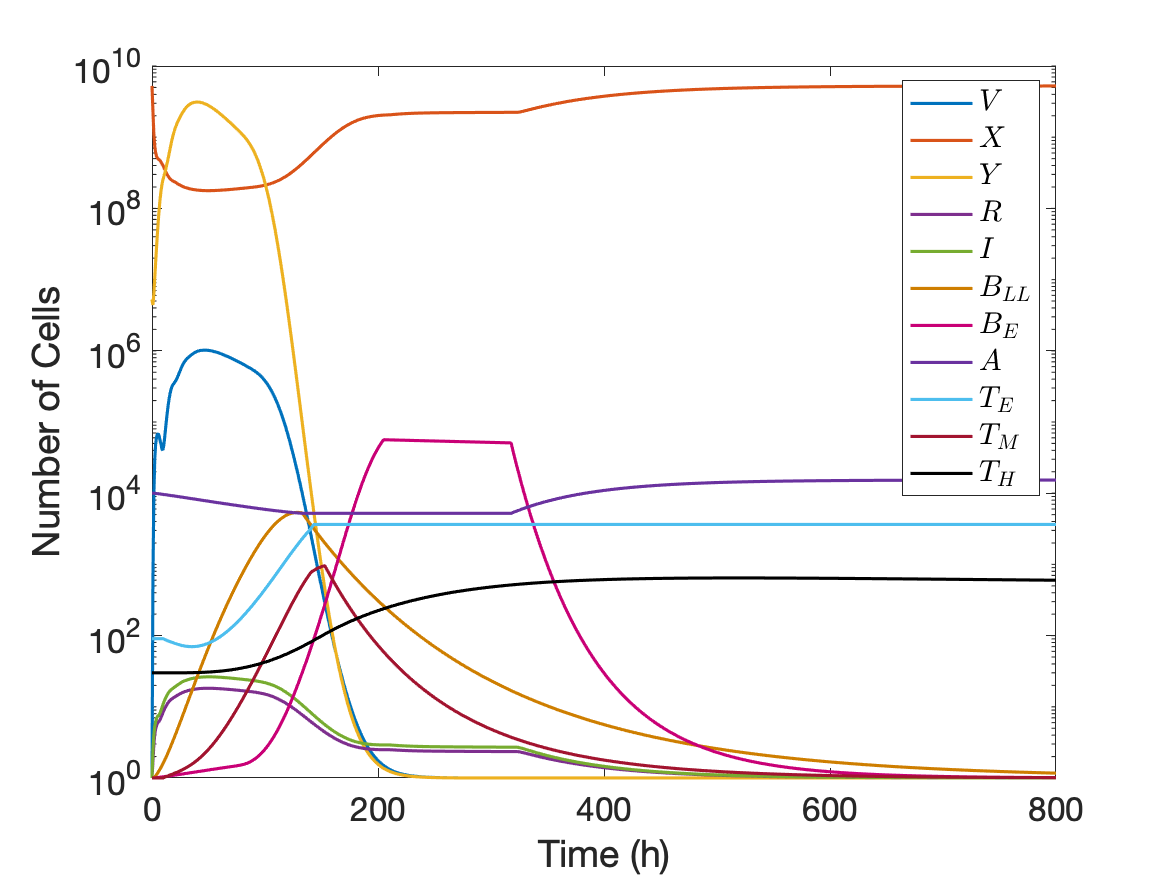 Number of Cells
10^10
10^8
10^6
10^4
10^2
10^0
0 200 400 600 800
Time (h)
V
X
Y
R
I
B_LL
B_E
A
T_E
T_M
T_H